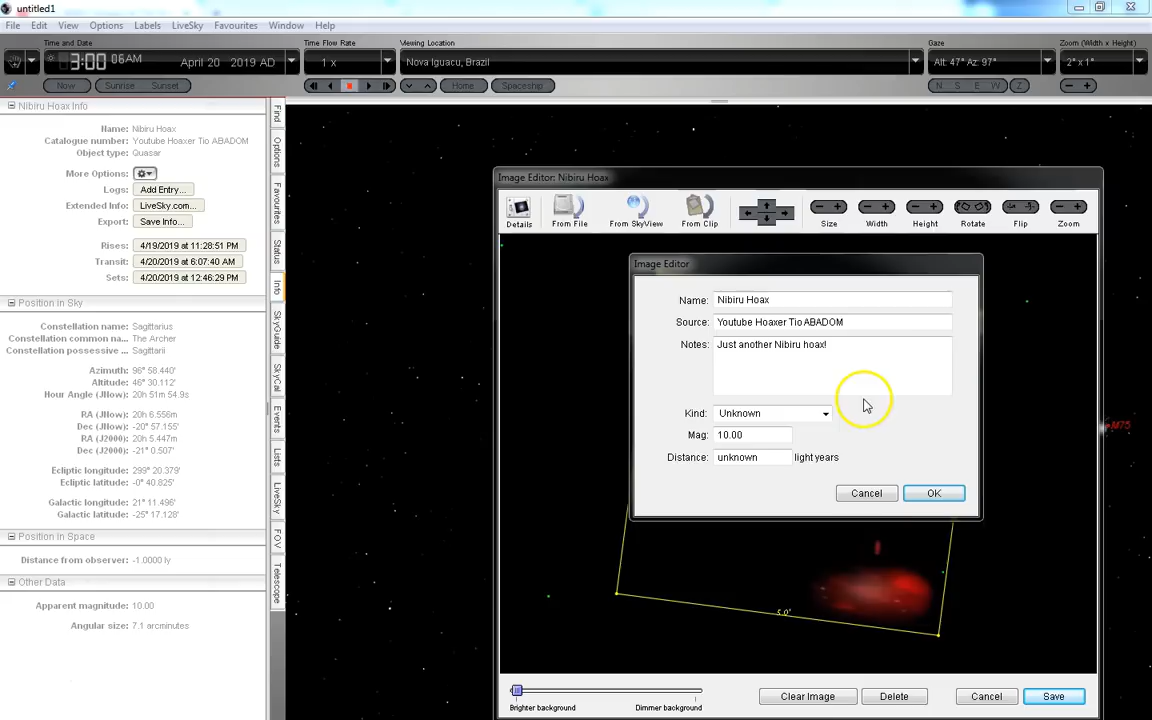 untitled1
File Edit View Options Labels LiveSky Favourites Window Help
Time and Date Time Flow Rate Viewing Location Gaze Zoom (Width x Height)
3:00 06AM April 20 2019 AD 1 x Nova Iguacu, Brazil Alt: 47° Az: 97° 2° x 1°
Now Sunrise Sunset Home Spaceship N S E W Z
Nibiru Hoax Info
Name: Nibiru Hoax
Catalogue number: Youtube Hoaxer Tio ABADOM
Object type: Quasar
More Options:
Logs: Add Entry...
Extended Info: LiveSky.com...
Export: Save Info...
Rises: 4/19/2019 at 11:28:51 PM
Transit: 4/20/2019 at 6:07:40 AM
Sets: 4/20/2019 at 12:46:29 PM
Position in Sky
Constellation name: Sagittarius
Constellation common na... The Archer
Constellation possessive ... Sagittarii
Azimuth: 96° 58.440'
Altitude: 46° 30.112'
Hour Angle (JNow): 20h 51m 54.9s
RA (JNow): 20h 6.556m
Dec (JNow): -20° 57.155'
RA (J2000): 20h 5.447m
Dec (J2000): -21° 0.507'
Ecliptic longitude: 299° 20.379'
Ecliptic latitude: -0° 40.825'
Galactic longitude: 21° 11.496'
Galactic latitude: -25° 17.128'
Position in Space
Distance from observer: -1.0000 ly
Other Data
Apparent magnitude: 10.00
Angular size: 7.1 arcminutes
Find
Options
Favourites
Status
Info
SkyGuide
SkyCal
Events
Lists
LiveSky
FOV
Telescope
Image Editor: Nibiru Hoax
Details From File From SkyView From Clip Size Width Height Rotate Flip Zoom
Image Editor
Name: Nibiru Hoax
Source: Youtube Hoaxer Tio ABADOM
Notes: Just another Nibiru hoax!
Kind: Unknown
Mag: 10.00
Distance: unknown light years
Cancel OK
M75
5.0°
Brighter background Dimmer background
Clear Image Delete Cancel Save